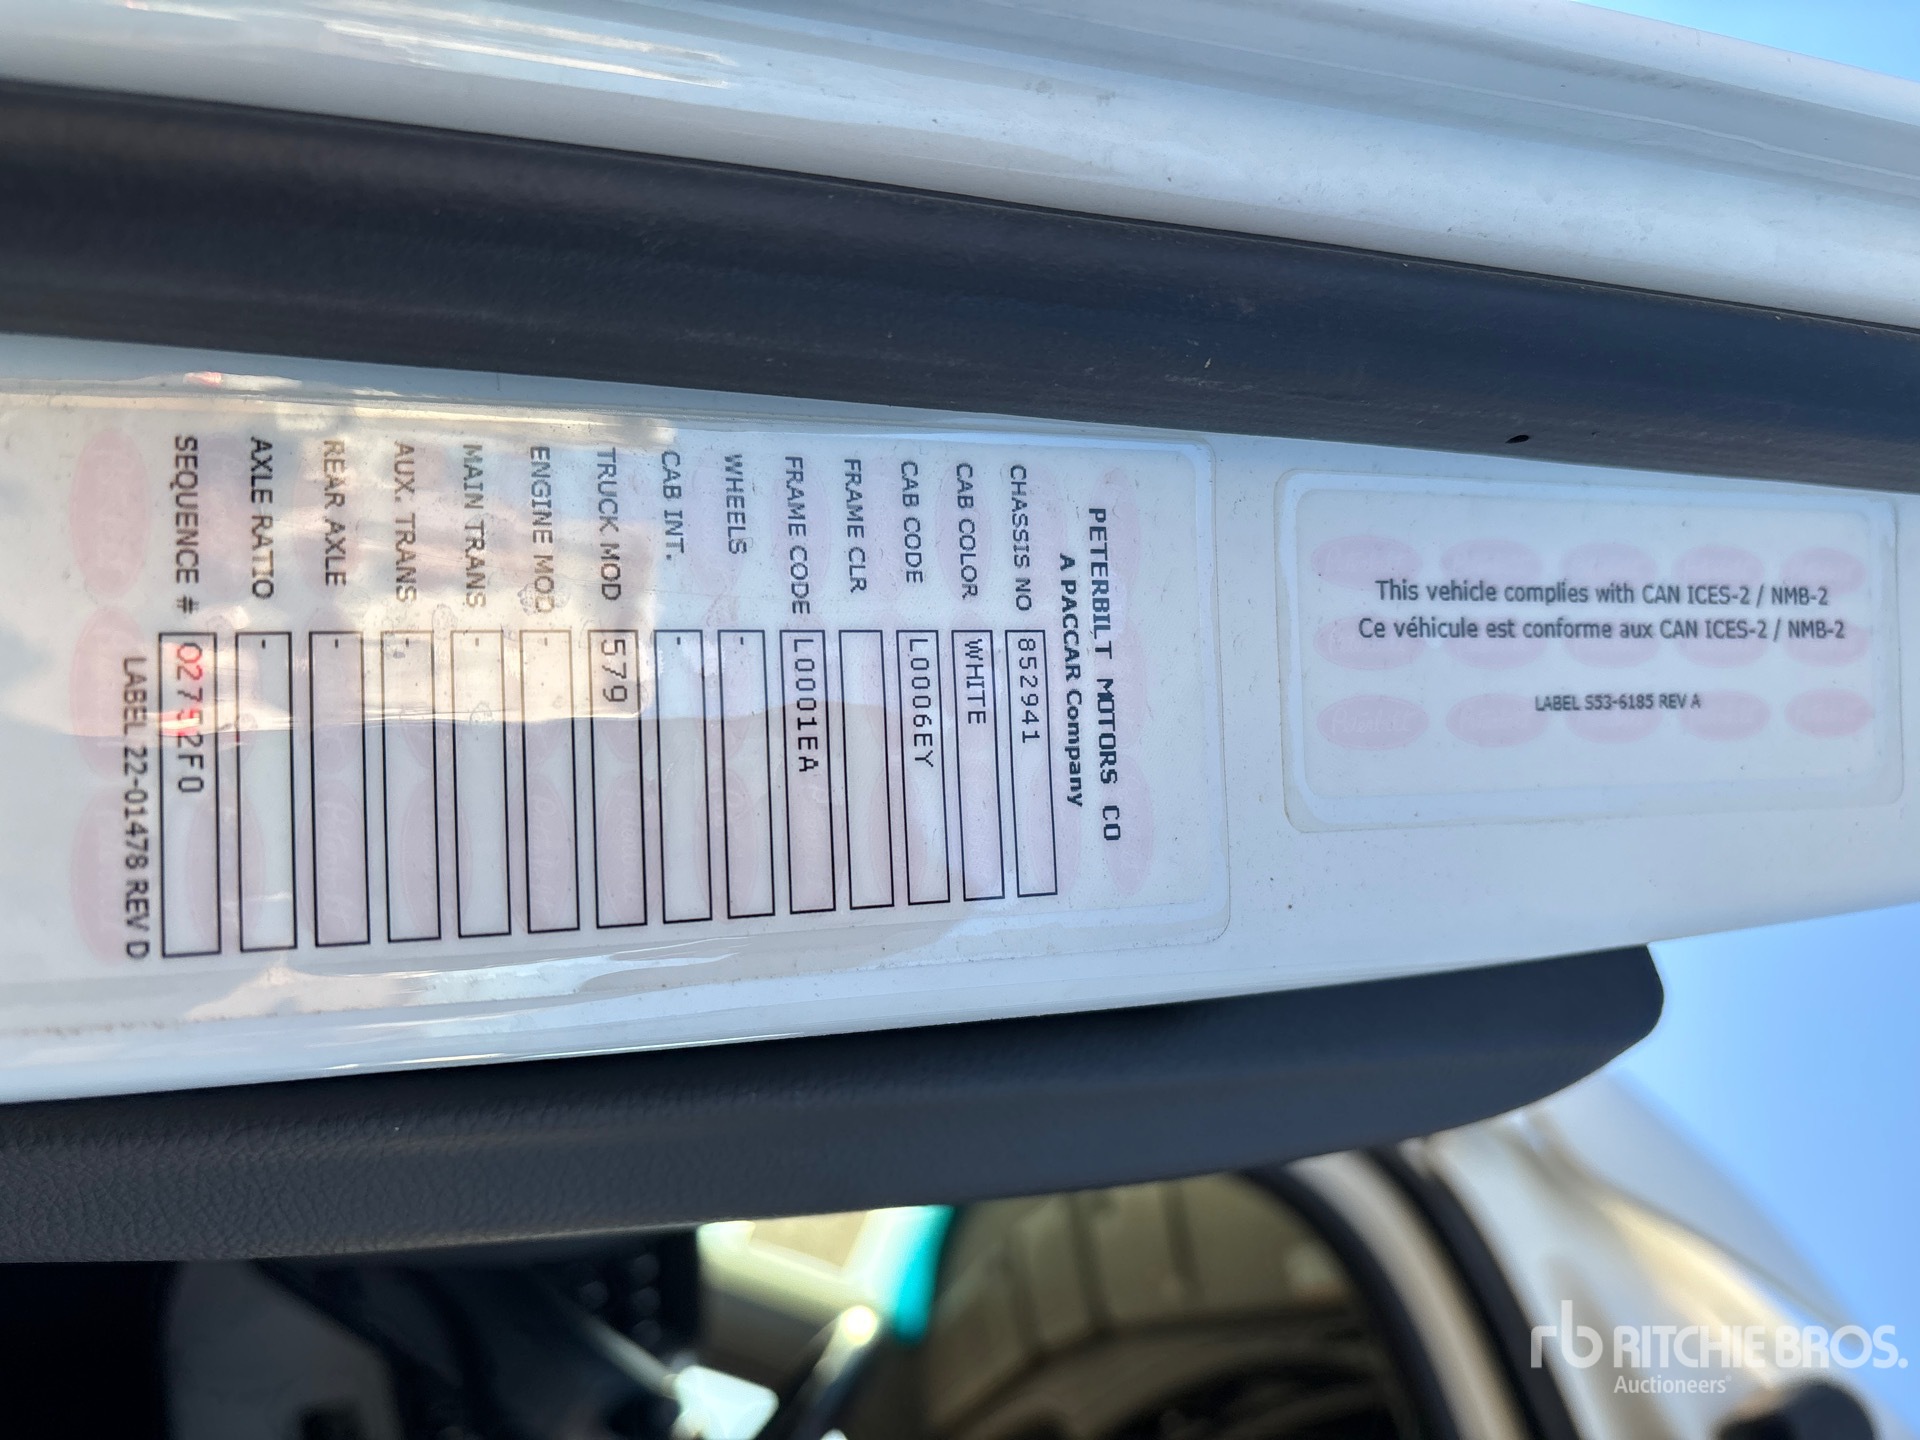 PETERBILT MOTORS CO
A PACCAR Company
CHASSIS NO 852941
CAB COLOR WHITE
CAB CODE L0006EY
FRAME CLR
FRAME CODE L0001EA
WHEELS -
CAB INT. -
TRUCK MOD 579
ENGINE MOD -
MAIN TRANS -
AUX. TRANS -
REAR AXLE -
AXLE RATIO -
SEQUENCE # 02792F0
LABEL 22-01478 REV D
This vehicle complies with CAN ICES-2 / NMB-2
Ce véhicule est conforme aux CAN ICES-2 / NMB-2
LABEL S53-6185 REV A
rb RITCHIE BROS.
Auctioneers